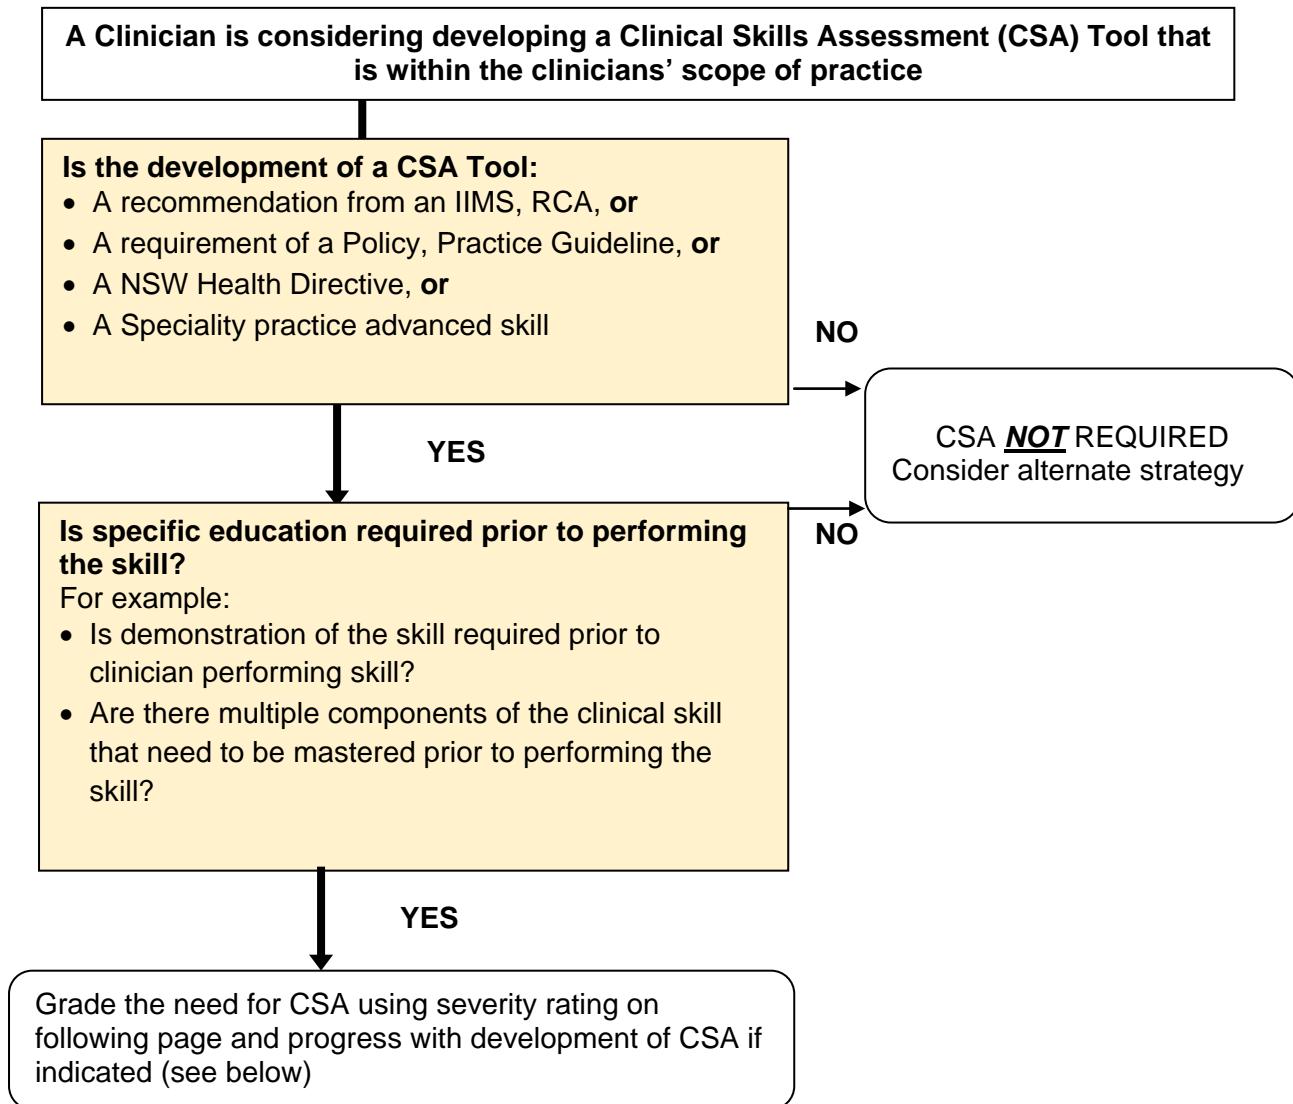 A Clinician is considering developing a Clinical Skills Assessment (CSA) Tool that
is within the clinicians’ scope of practice
Is the development of a CSA Tool:
• A recommendation from an IIMS, RCA, or
• A requirement of a Policy, Practice Guideline, or
• A NSW Health Directive, or
• A Speciality practice advanced skill
NO
CSA NOT REQUIRED
Consider alternate strategy
YES
NO
Is specific education required prior to performing
the skill?
For example:
• Is demonstration of the skill required prior to
clinician performing skill?
• Are there multiple components of the clinical skill
that need to be mastered prior to performing the
skill?
YES
Grade the need for CSA using severity rating on
following page and progress with development of CSA if
indicated (see below)